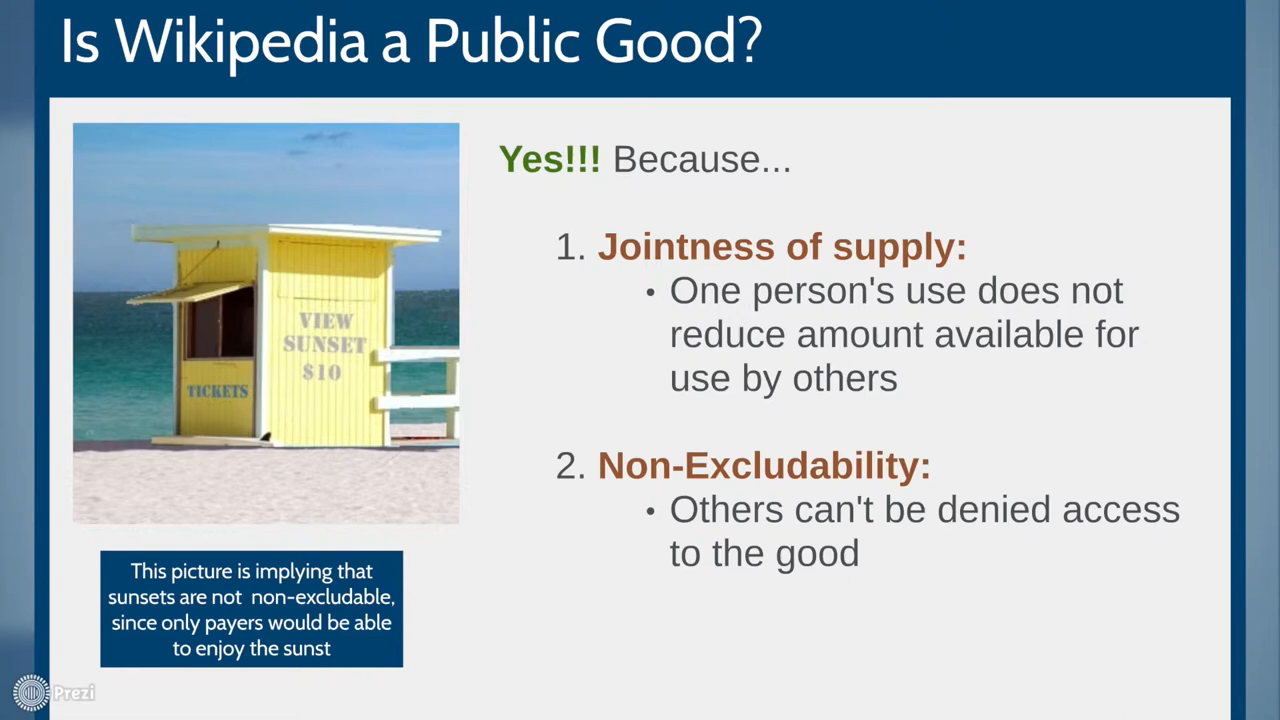 Is Wikipedia a Public Good?
VIEW
SUNSET
$10
TICKETS
This picture is implying that
sunsets are not non-excludable,
since only payers would be able
to enjoy the sunst
Yes!!! Because...
1. Jointness of supply:
• One person's use does not
reduce amount available for
use by others
2. Non-Excludability:
• Others can't be denied access
to the good
Prezi